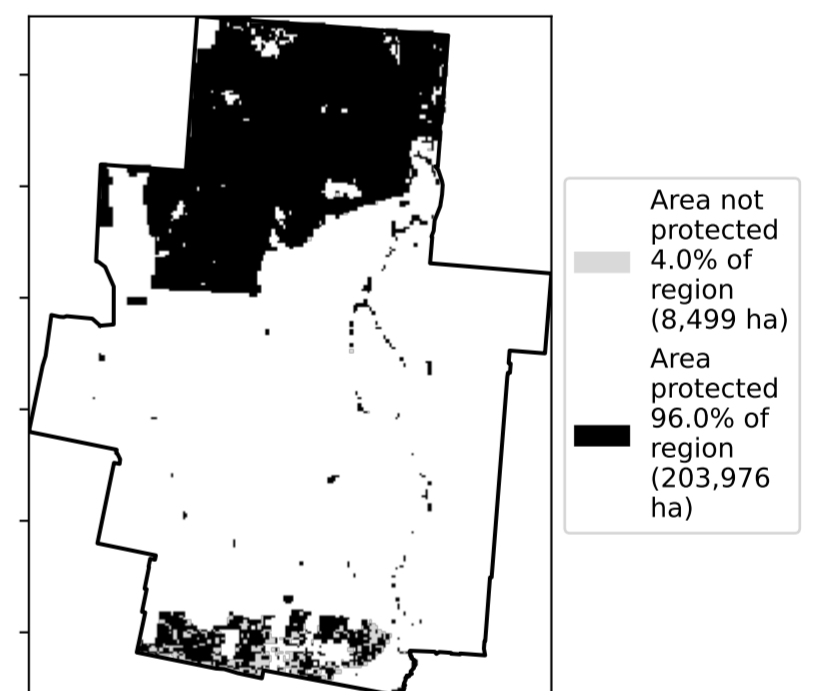 Area not
protected
4.0% of
region
(8,499 ha)
Area
protected
96.0% of
region
(203,976
ha)